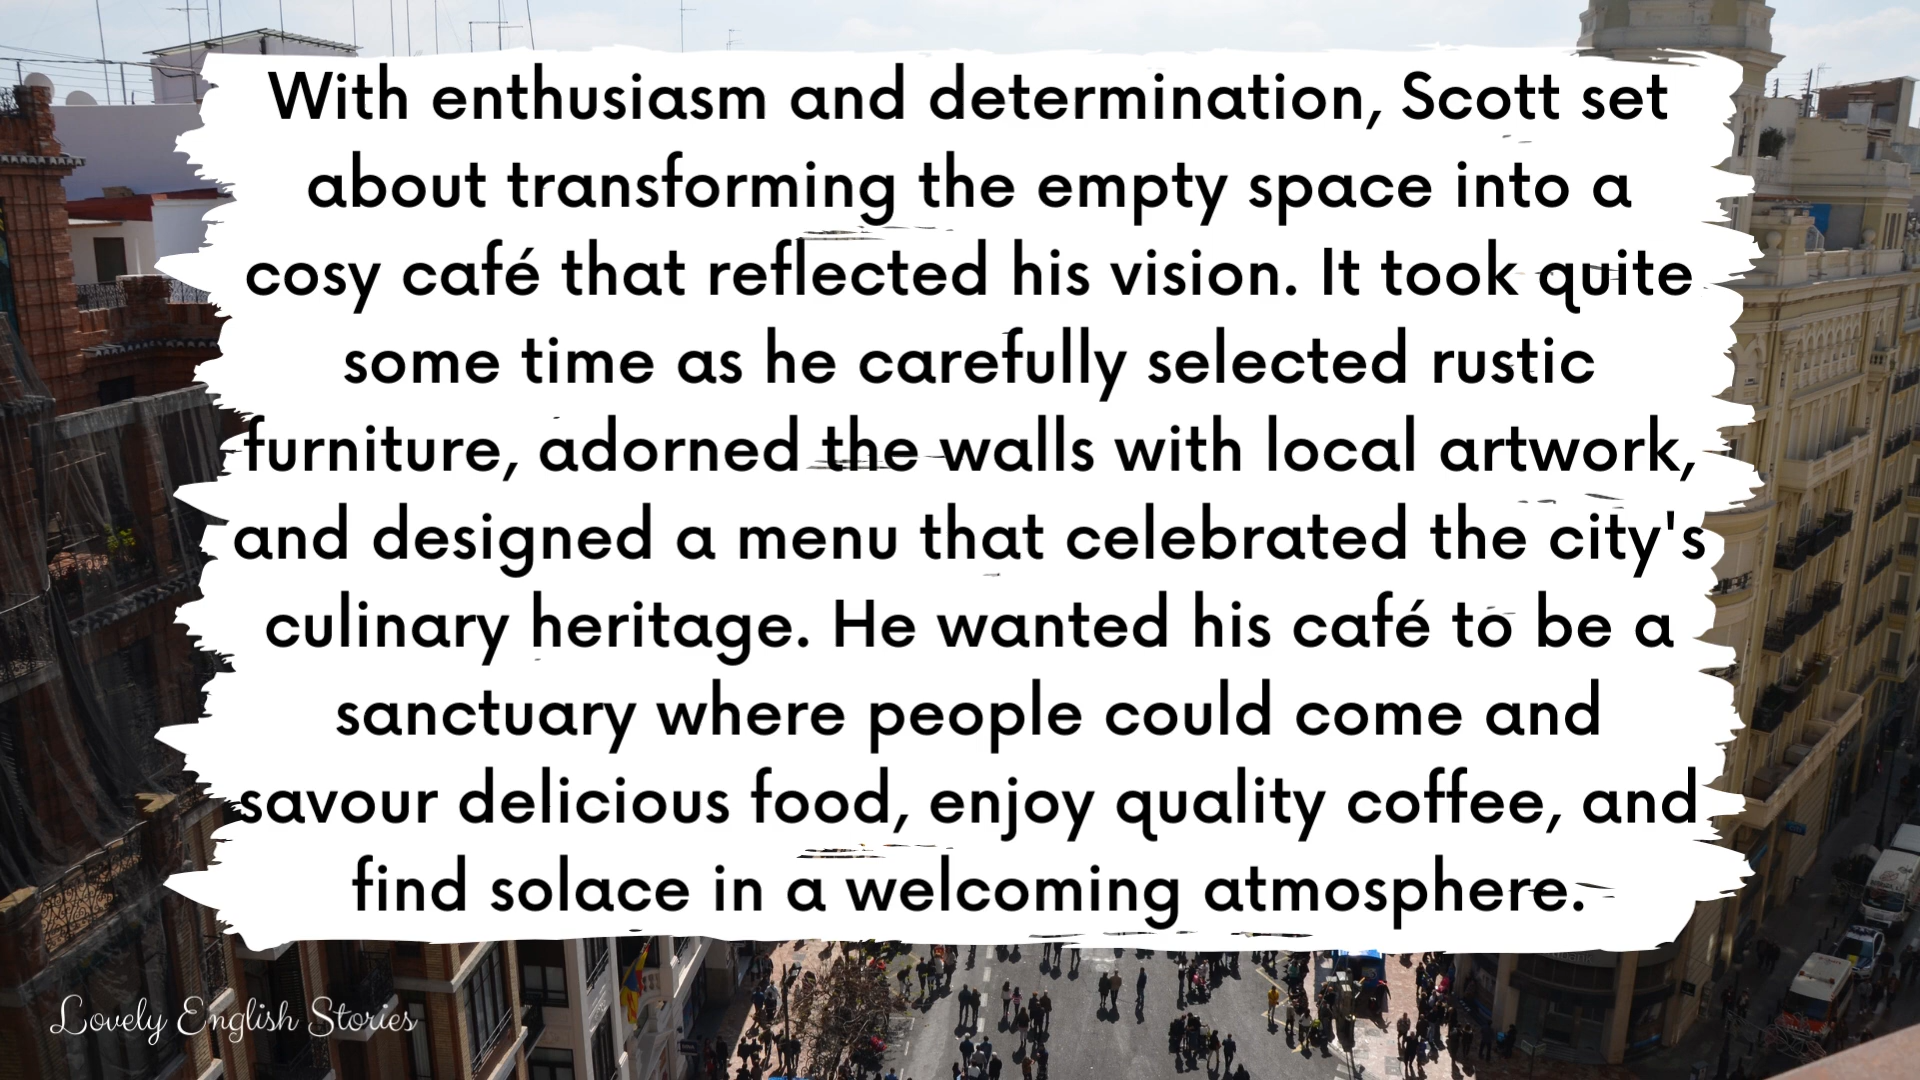 With enthusiasm and determination, Scott set
about transforming the empty space into a
cosy café that reflected his vision. It took quite
some time as he carefully selected rustic
furniture, adorned the walls with local artwork,
and designed a menu that celebrated the city's
culinary heritage. He wanted his café to be a
sanctuary where people could come and
savour delicious food, enjoy quality coffee, and
find solace in a welcoming atmosphere.
Lovely English Stories